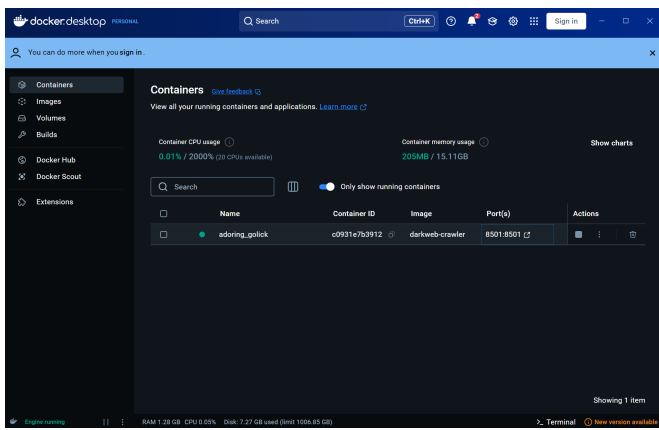 docker desktop PERSONAL
Search
Ctrl+K
Sign in
You can do more when you sign in.
Containers
Images
Volumes
Builds
Docker Hub
Docker Scout
Extensions
Containers Give feedback
View all your running containers and applications. Learn more
Container CPU usage
0.01% / 2000% (20 CPUs available)
Container memory usage
205MB / 15.11GB
Show charts
Search
Only show running containers
Name Container ID Image Port(s) Actions
adoring_golick c0931e7b3912 darkweb-crawler 8501:8501
Showing 1 item
Engine running RAM 1.28 GB CPU 0.05% Disk: 7.27 GB used (limit 1006.85 GB) Terminal New version available